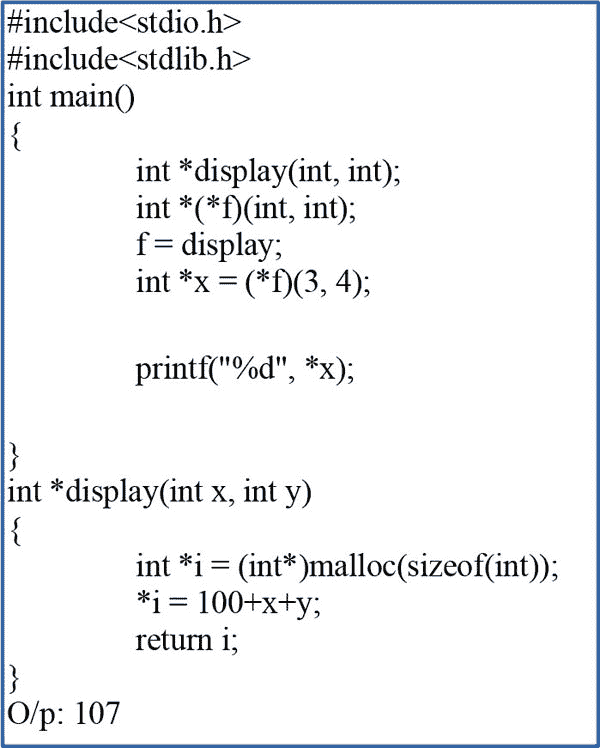 #include<stdio.h>
#include<stdlib.h>
int main()
{
int *display(int, int);
int *(*f)(int, int);
f = display;
int *x = (*f)(3, 4);
printf("%d", *x);
}
int *display(int x, int y)
{
int *i = (int*)malloc(sizeof(int));
*i = 100+x+y;
return i;
}
O/p: 107